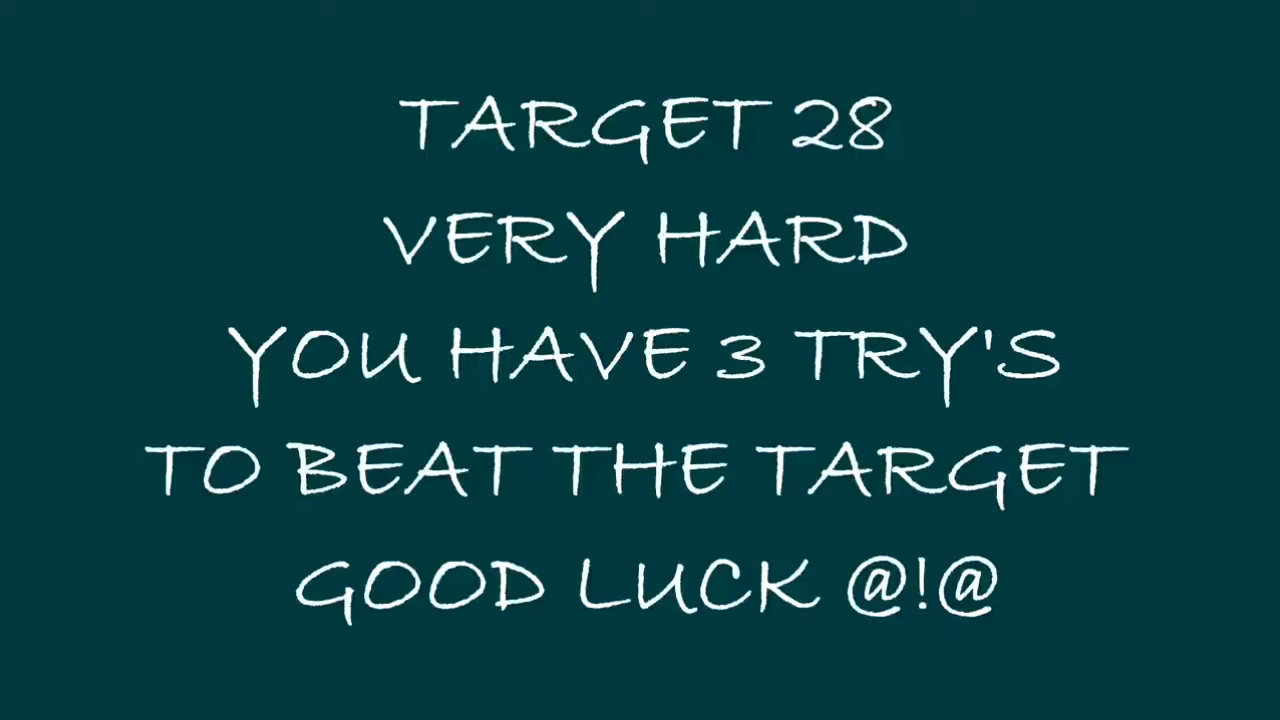 TARGET 28
VERY HARD
YOU HAVE 3 TRY'S
TO BEAT THE TARGET
GOOD LUCK @!@